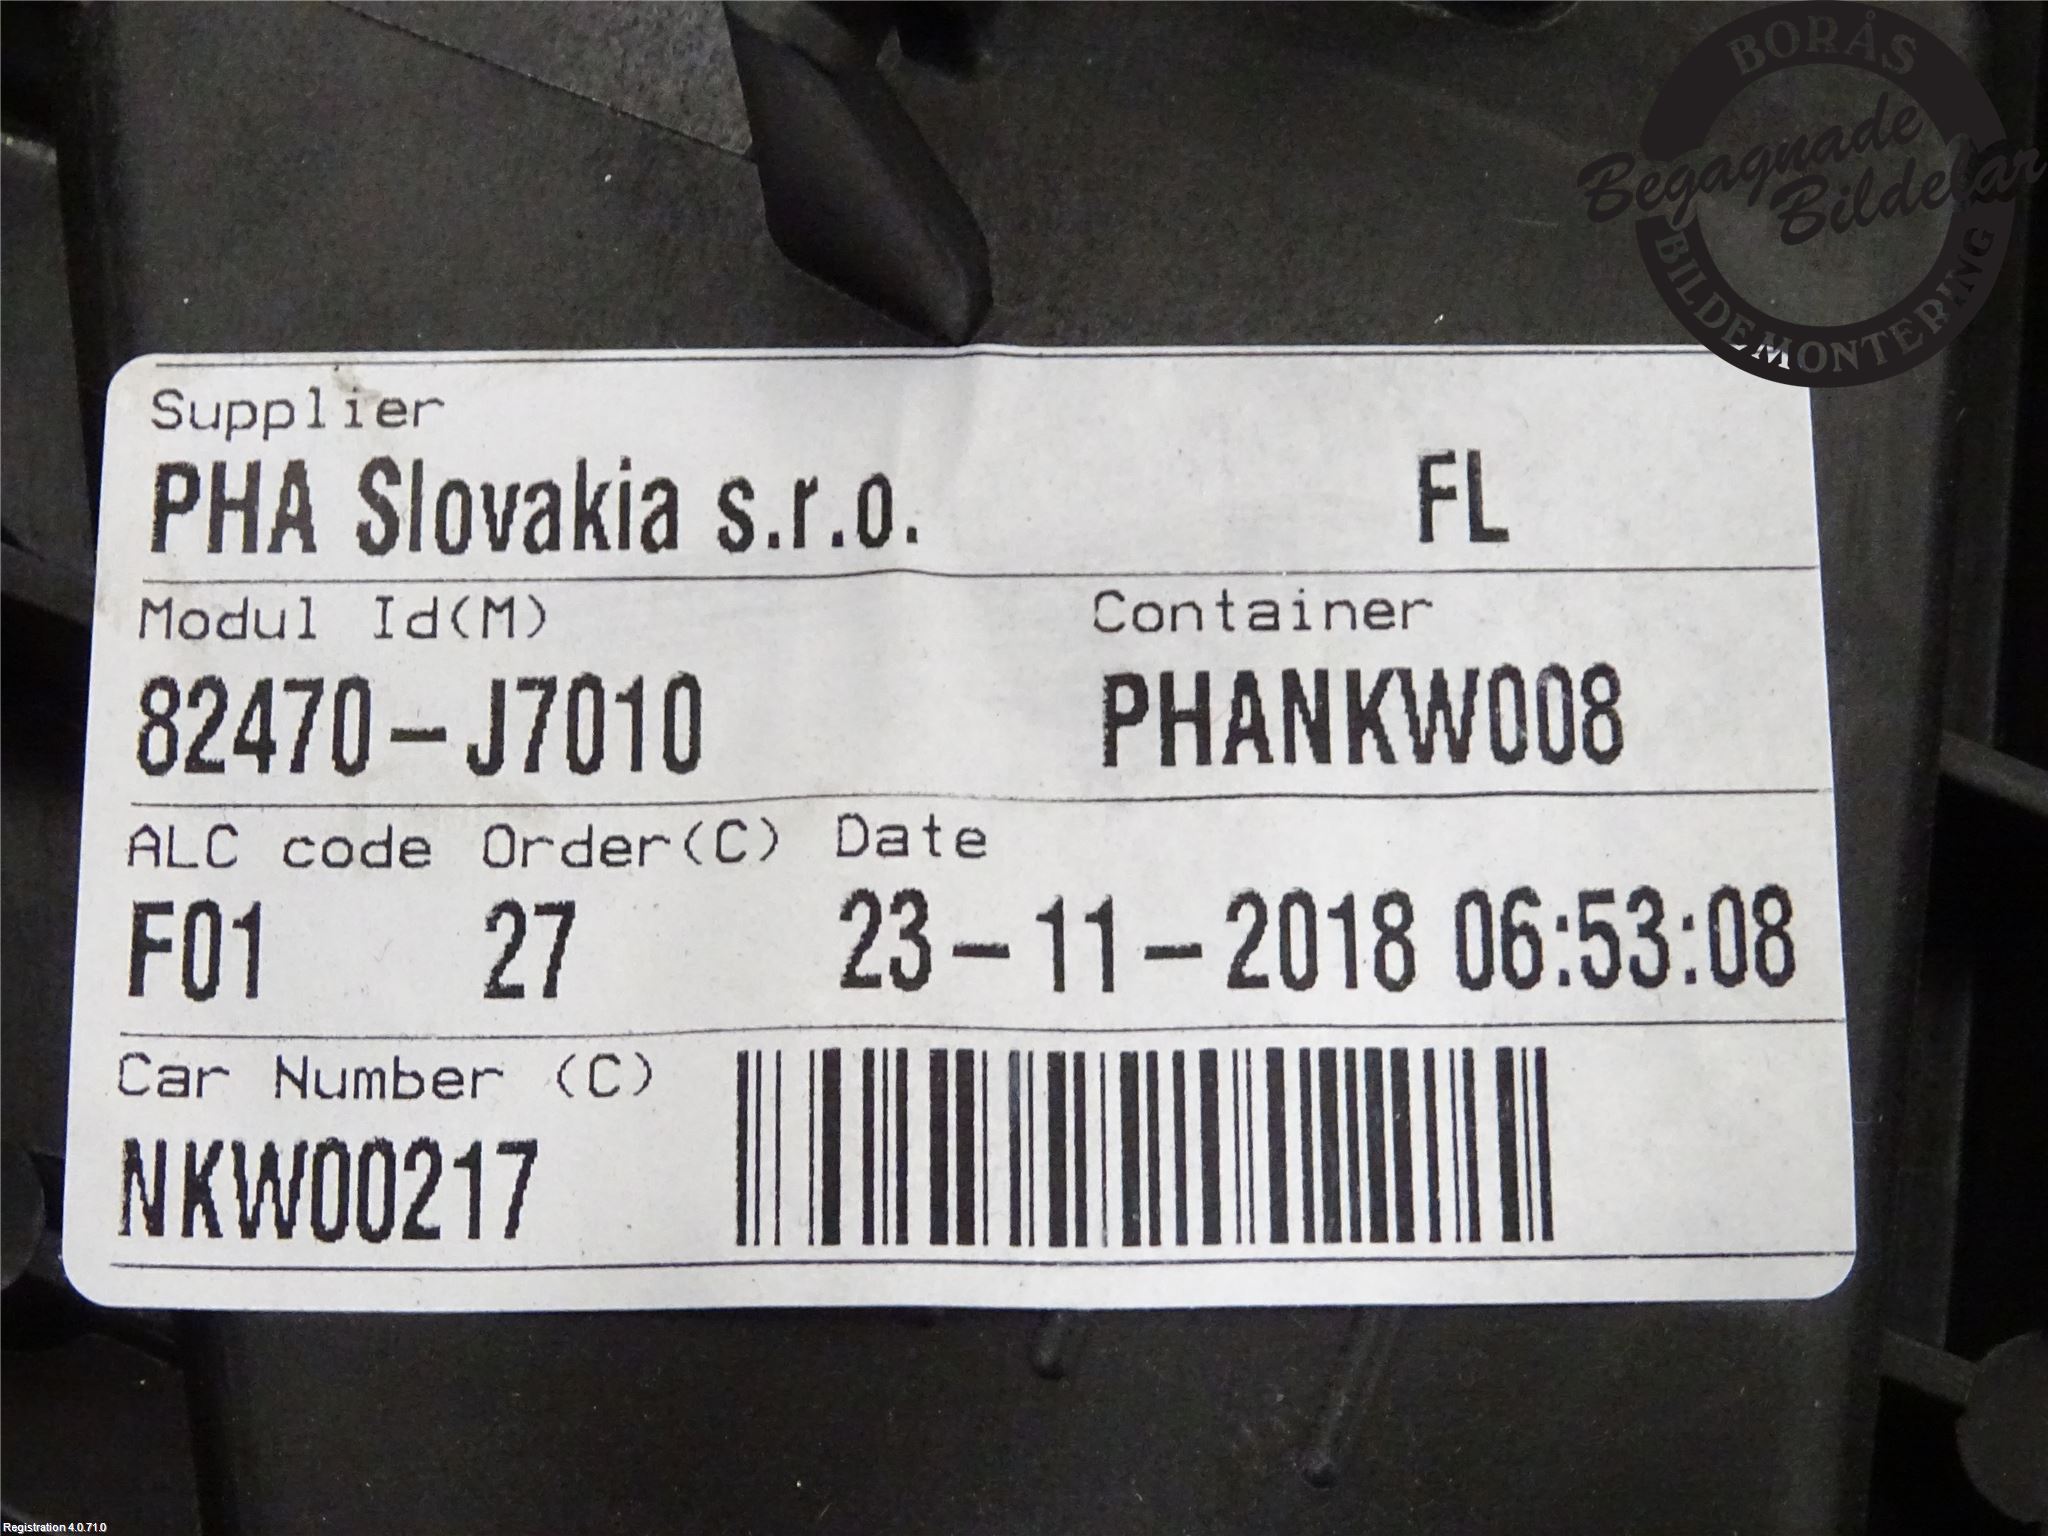 BORÅS
Begagnade
Bildelar
BILDEMONTERING
Supplier
PHA Slovakia s.r.o. FL
Modul Id(M) Container
82470-J7010 PHANKW008
ALC code Order(C) Date
F01 27 23-11-2018 06:53:08
Car Number (C)
NKW00217
Registration 4.0.71.0